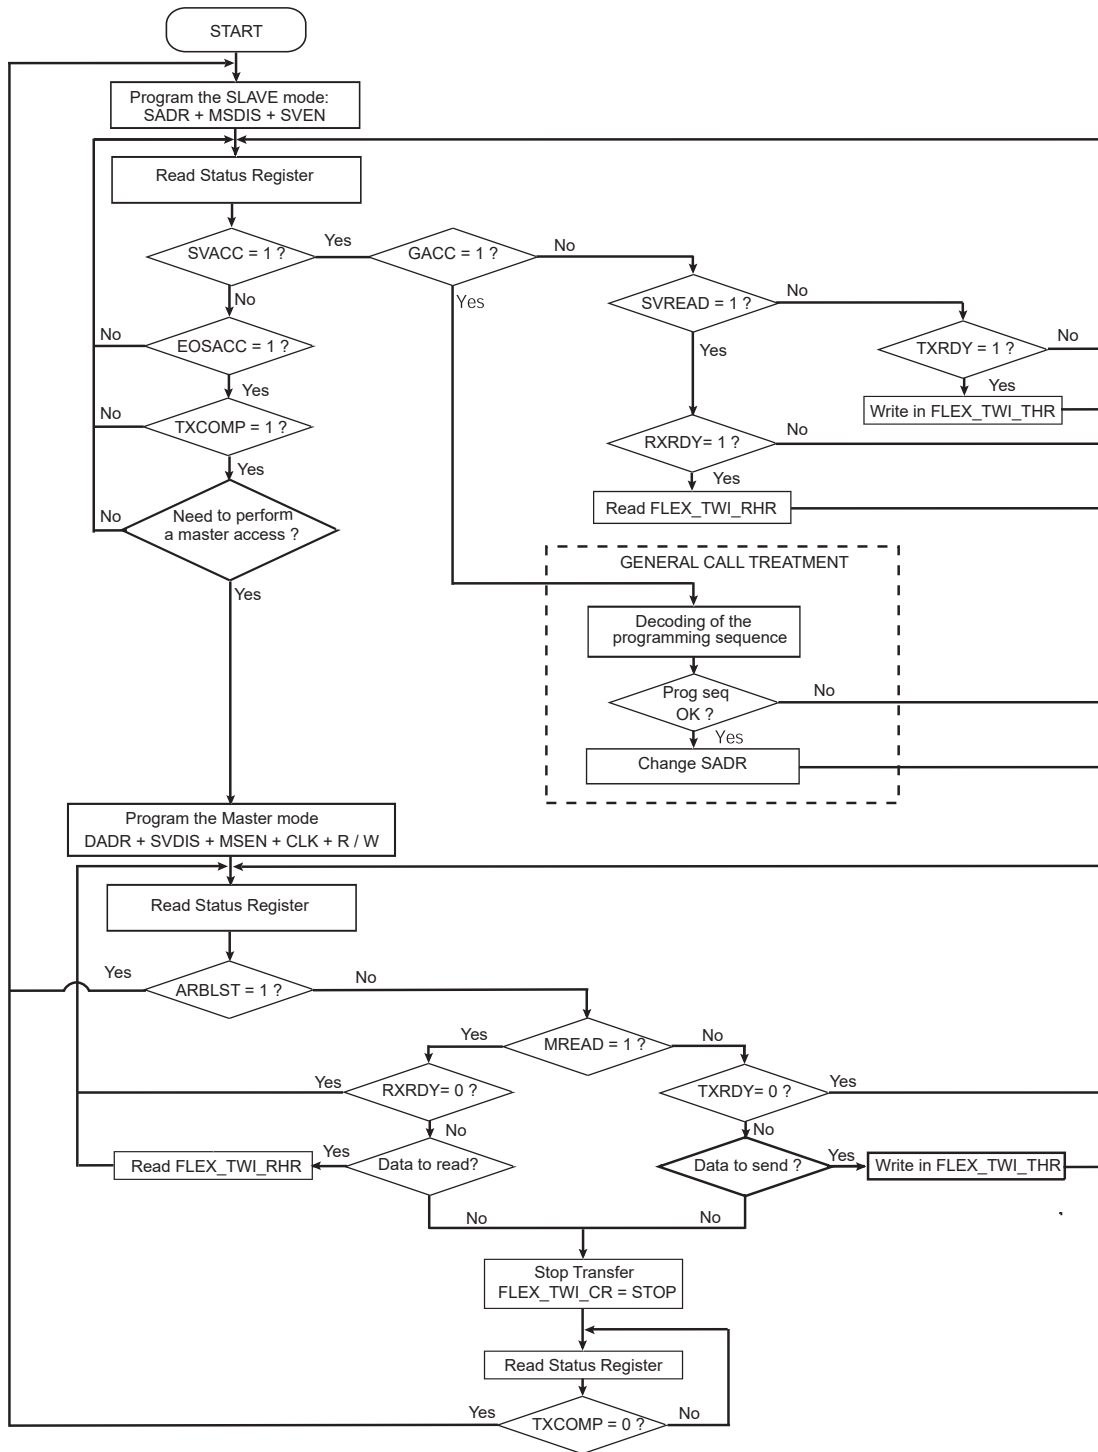 START
Program the SLAVE mode:
SADR + MSDIS + SVEN
Read Status Register
SVACC = 1 ?
Yes
GACC = 1 ?
No
No
Yes
SVREAD = 1 ?
No
No
EOSACC = 1 ?
Yes
TXRDY = 1 ?
No
Yes
Yes
Write in FLEX_TWI_THR
No
TXCOMP = 1 ?
RXRDY= 1 ?
No
Yes
Yes
Read FLEX_TWI_RHR
No
Need to perform
a master access ?
Yes
GENERAL CALL TREATMENT
Decoding of the
programming sequence
Prog seq
OK ?
No
Yes
Change SADR
Program the Master mode
DADR + SVDIS + MSEN + CLK + R / W
Read Status Register
Yes
ARBLST = 1 ?
No
Yes
MREAD = 1 ?
No
Yes
RXRDY= 0 ?
TXRDY= 0 ?
Yes
No
No
Read FLEX_TWI_RHR
Yes
Data to read?
Data to send ?
Yes
Write in FLEX_TWI_THR
No
No
Stop Transfer
FLEX_TWI_CR = STOP
Read Status Register
Yes
TXCOMP = 0 ?
No